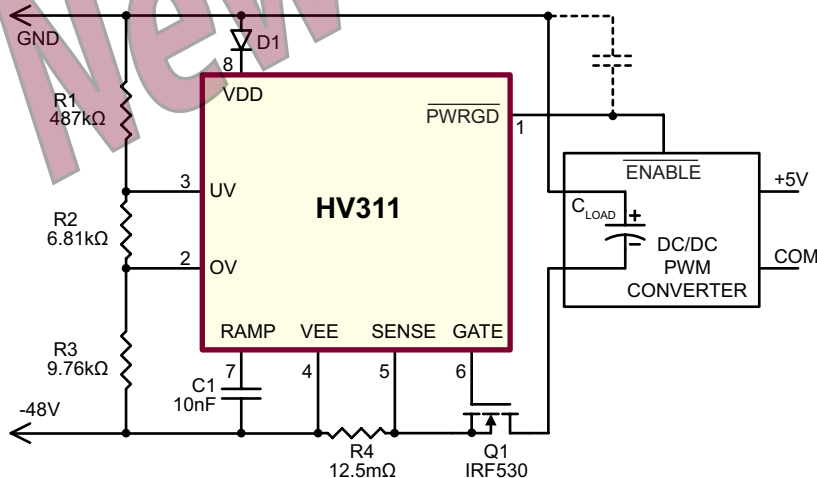 New
GND
D1
8
VDD
R1
487kΩ
PWRGD
1
ENABLE
+5V
3
UV
HV311
C LOAD
+
R2
6.81kΩ
2
OV
–
DC/DC
PWM
CONVERTER
COM
RAMP
VEE
SENSE
GATE
R3
9.76kΩ
7
4
5
6
C1
10nF
-48V
R4
12.5mΩ
Q1
IRF530